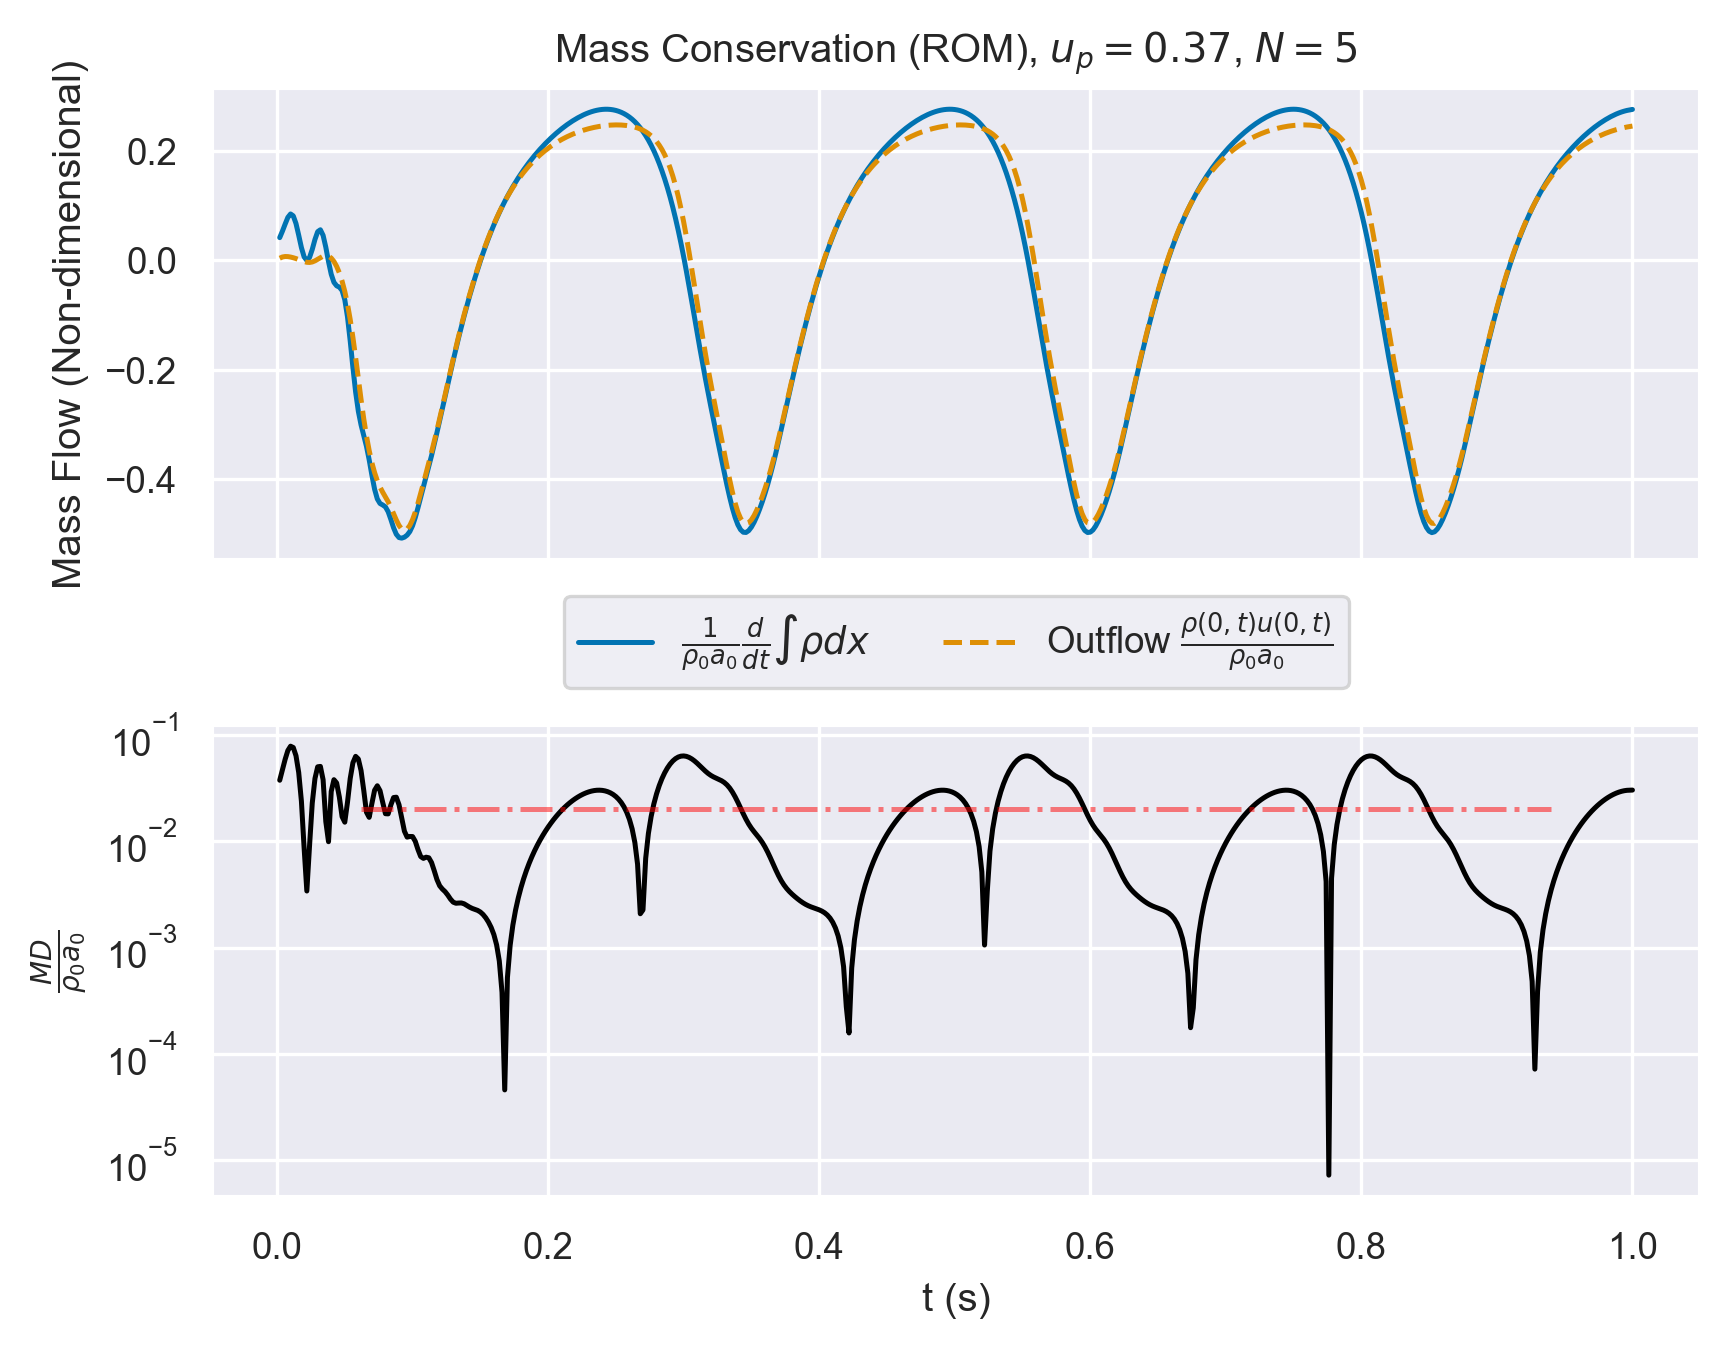 Mass Conservation (ROM), $u_p = 0.37$, $N = 5$
Mass Flow (Non-dimensional)
0.2
0.0
−0.2
−0.4
$\frac{1}{\rho_0 a_0} \frac{d}{dt} \int \rho dx$
Outflow $\frac{\rho(0,t)u(0,t)}{\rho_0 a_0}$
$\frac{MD}{\rho_0 a_0}$
$10^{-1}$
$10^{-2}$
$10^{-3}$
$10^{-4}$
$10^{-5}$
0.0 0.2 0.4 0.6 0.8 1.0
t (s)